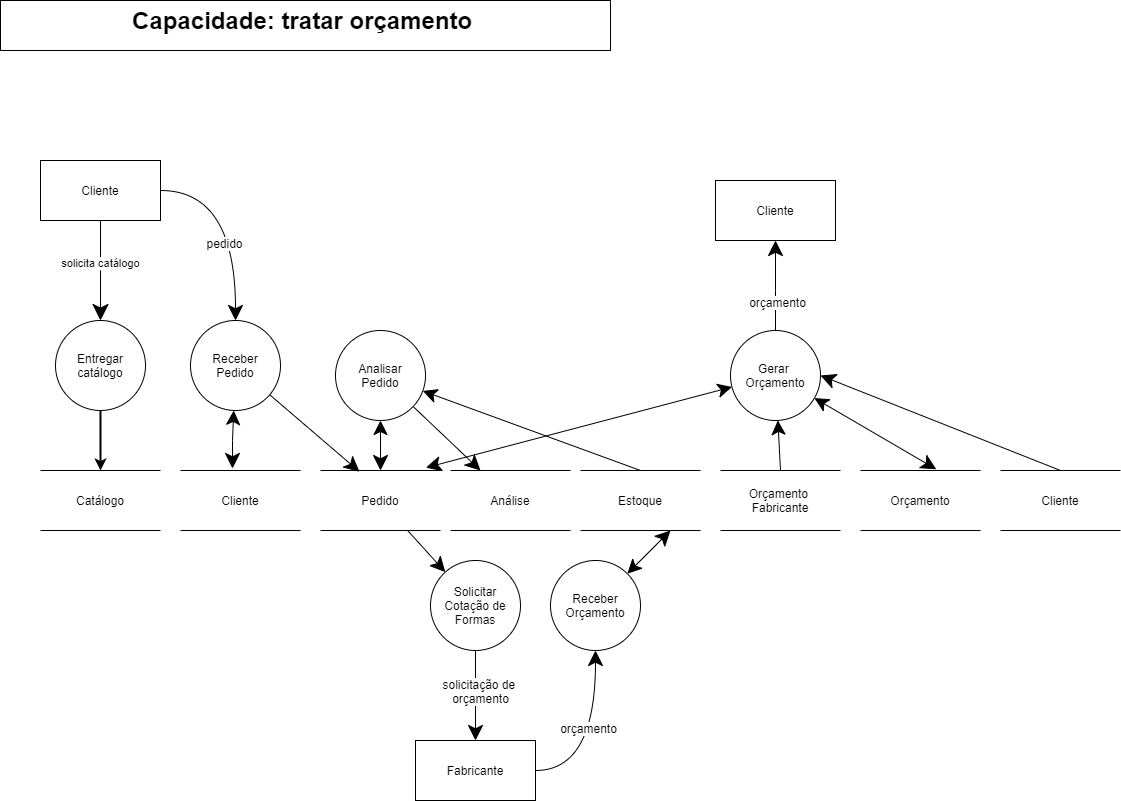 Capacidade: tratar orçamento
Cliente
Cliente
pedido
solicita catálogo
orçamento
Entregar
catálogo
Receber
Pedido
Analisar
Pedido
Gerar
Orçamento
Catálogo
Cliente
Pedido
Análise
Estoque
Orçamento
Fabricante
Orçamento
Cliente
Solicitar
Cotação de
Formas
Receber
Orçamento
solicitação de
orçamento
orçamento
Fabricante